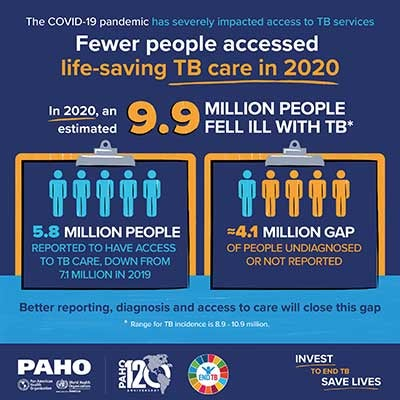 The COVID-19 pandemic has severely impacted access to TB services
Fewer people accessed
life-saving TB care in 2020
In 2020, an
estimated
9.9
MILLION PEOPLE
FELL ILL WITH TB*
5.8 MILLION PEOPLE
REPORTED TO HAVE ACCESS
TO TB CARE, DOWN FROM
7.1 MILLION IN 2019
≈4.1 MILLION GAP
OF PEOPLE UNDIAGNOSED
OR NOT REPORTED
Better reporting, diagnosis and access to care will close this gap
* Range for TB incidence is 8.9 - 10.9 million.
PAHO
Pan American
Health
Organization
World Health
Organization
PAHO
120
ANNIVERSARY
END TB
INVEST
TO END TB
SAVE LIVES